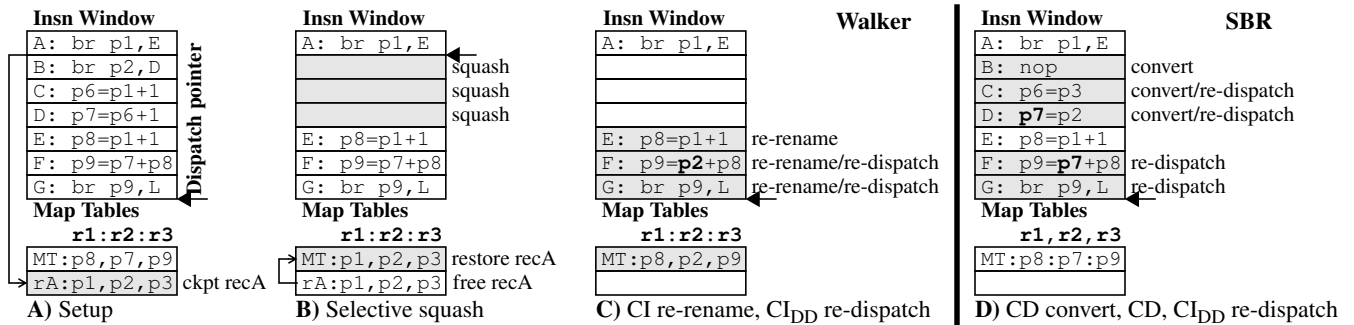 Insn Window
A: br p1,E
B: br p2,D
C: p6=p1+1
D: p7=p6+1
E: p8=p1+1
F: p9=p7+p8
G: br p9,L
Dispatch pointer
Map Tables
r1:r2:r3
MT:p8,p7,p9
rA:p1,p2,p3 ckpt recA
A) Setup
Insn Window
A: br p1,E
squash
squash
squash
E: p8=p1+1
F: p9=p7+p8
G: br p9,L
Map Tables
r1:r2:r3
MT:p1,p2,p3 restore recA
rA:p1,p2,p3 free recA
B) Selective squash
Insn Window Walker
A: br p1,E
E: p8=p1+1 re-rename
F: p9=p2+p8 re-rename/re-dispatch
G: br p9,L re-rename/re-dispatch
Map Tables
r1:r2:r3
MT:p8,p2,p9
C) CI re-rename, CIDD re-dispatch
Insn Window SBR
A: br p1,E
B: nop convert
C: p6=p3 convert/re-dispatch
D: p7=p2 convert/re-dispatch
E: p8=p1+1
F: p9=p7+p8 re-dispatch
G: br p9,L re-dispatch
Map Tables
r1,r2,r3
MT:p8:p7:p9
D) CD convert, CD, CIDD re-dispatch